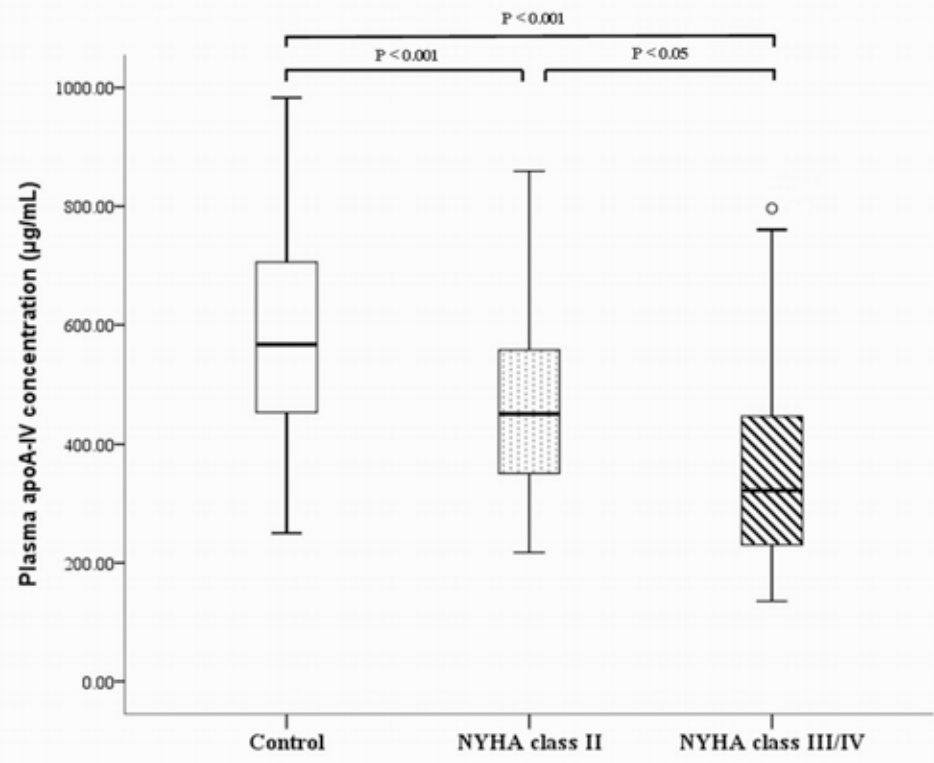 P < 0.001
P < 0.001
P < 0.05
Plasma apoA-IV concentration (µg/mL)
1000.00
800.00
600.00
400.00
200.00
0.00
Control
NYHA class II
NYHA class III/IV